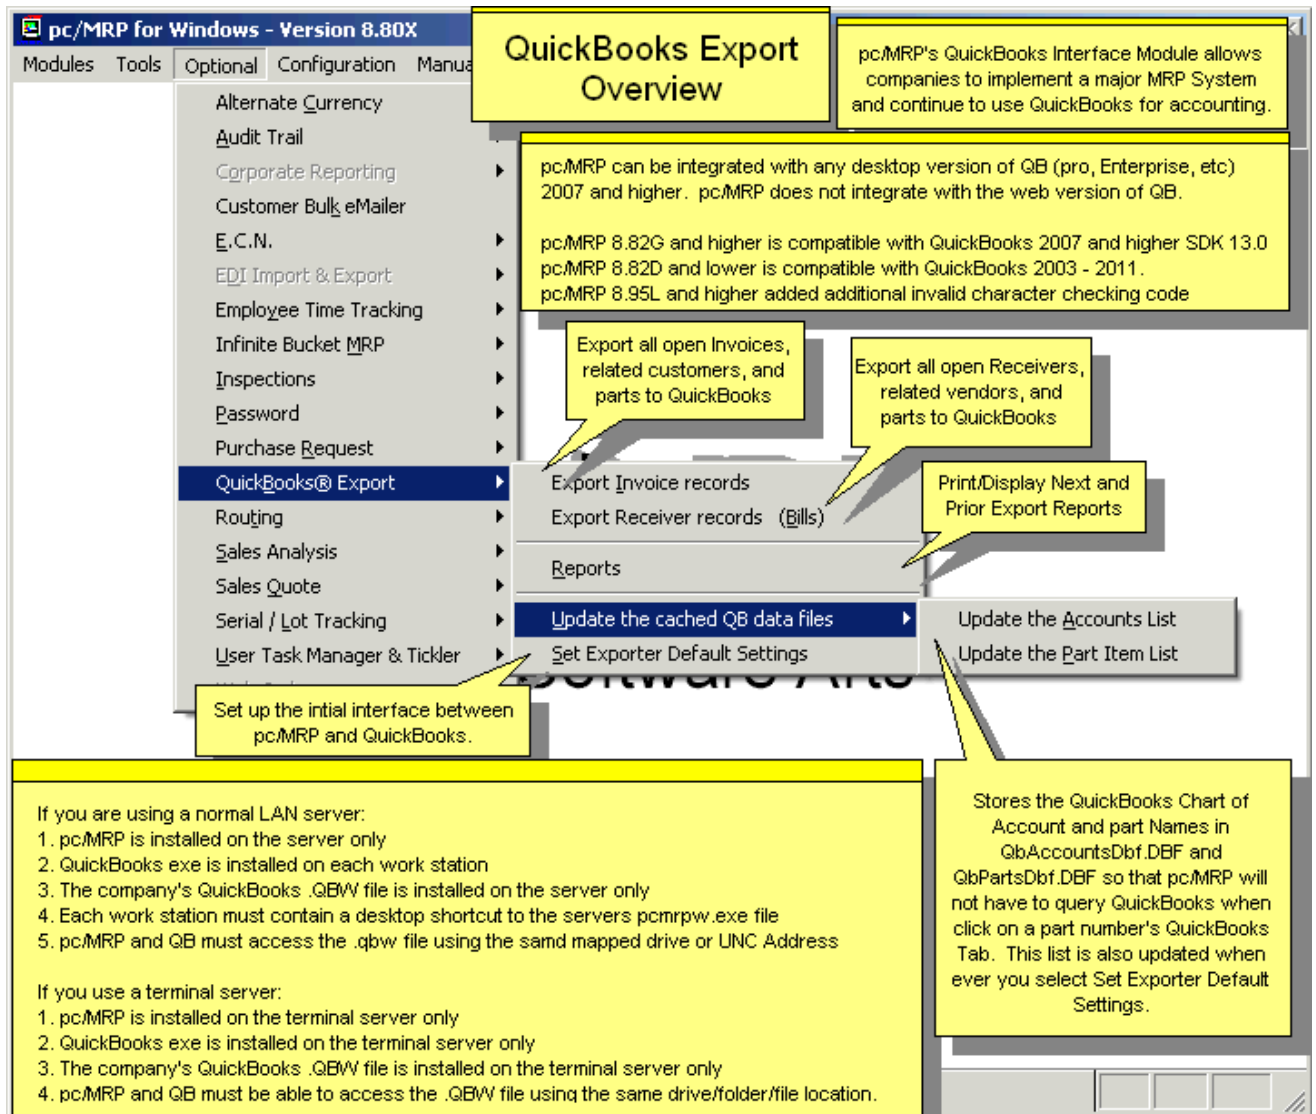 pc/MRP for Windows - Version 8.80X
Modules Tools Optional Configuration Manua
QuickBooks Export
Overview
pc/MRP's QuickBooks Interface Module allows
companies to implement a major MRP System
and continue to use QuickBooks for accounting.
pc/MRP can be integrated with any desktop version of QB (pro, Enterprise, etc)
2007 and higher. pc/MRP does not integrate with the web version of QB.
pc/MRP 8.82G and higher is compatible with QuickBooks 2007 and higher SDK 13.0
pc/MRP 8.82D and lower is compatible with QuickBooks 2003 - 2011.
pc/MRP 8.95L and higher added additional invalid character checking code
Alternate Currency
Audit Trail
Corporate Reporting
Customer Bulk eMailer
E.C.N.
EDI Import & Export
Employee Time Tracking
Infinite Bucket MRP
Inspections
Password
Purchase Request
QuickBooks® Export
Routing
Sales Analysis
Sales Quote
Serial / Lot Tracking
User Task Manager & Tickler
Export all open Invoices,
related customers, and
parts to QuickBooks
Export all open Receivers,
related vendors, and
parts to QuickBooks
Export Invoice records
Export Receiver records (Bills)
Reports
Update the cached QB data files
Set Exporter Default Settings
Print/Display Next and
Prior Export Reports
Update the Accounts List
Update the Part Item List
Software Arts
Set up the intial interface between
pc/MRP and QuickBooks.
If you are using a normal LAN server:
1. pc/MRP is installed on the server only
2. QuickBooks exe is installed on each work station
3. The company's QuickBooks .QBW file is installed on the server only
4. Each work station must contain a desktop shortcut to the servers pcmrpw.exe file
5. pc/MRP and QB must access the .qbw file using the samd mapped drive or UNC Address
If you use a terminal server:
1. pc/MRP is installed on the terminal server only
2. QuickBooks exe is installed on the terminal server only
3. The company's QuickBooks .QBW file is installed on the terminal server only
4. pc/MRP and QB must be able to access the .QBW file using the same drive/folder/file location.
Stores the QuickBooks Chart of
Account and part Names in
QbAccountsDbf.DBF and
QbPartsDbf.DBF so that pc/MRP will
not have to query QuickBooks when
click on a part number's QuickBooks
Tab. This list is also updated when
ever you select Set Exporter Default
Settings.